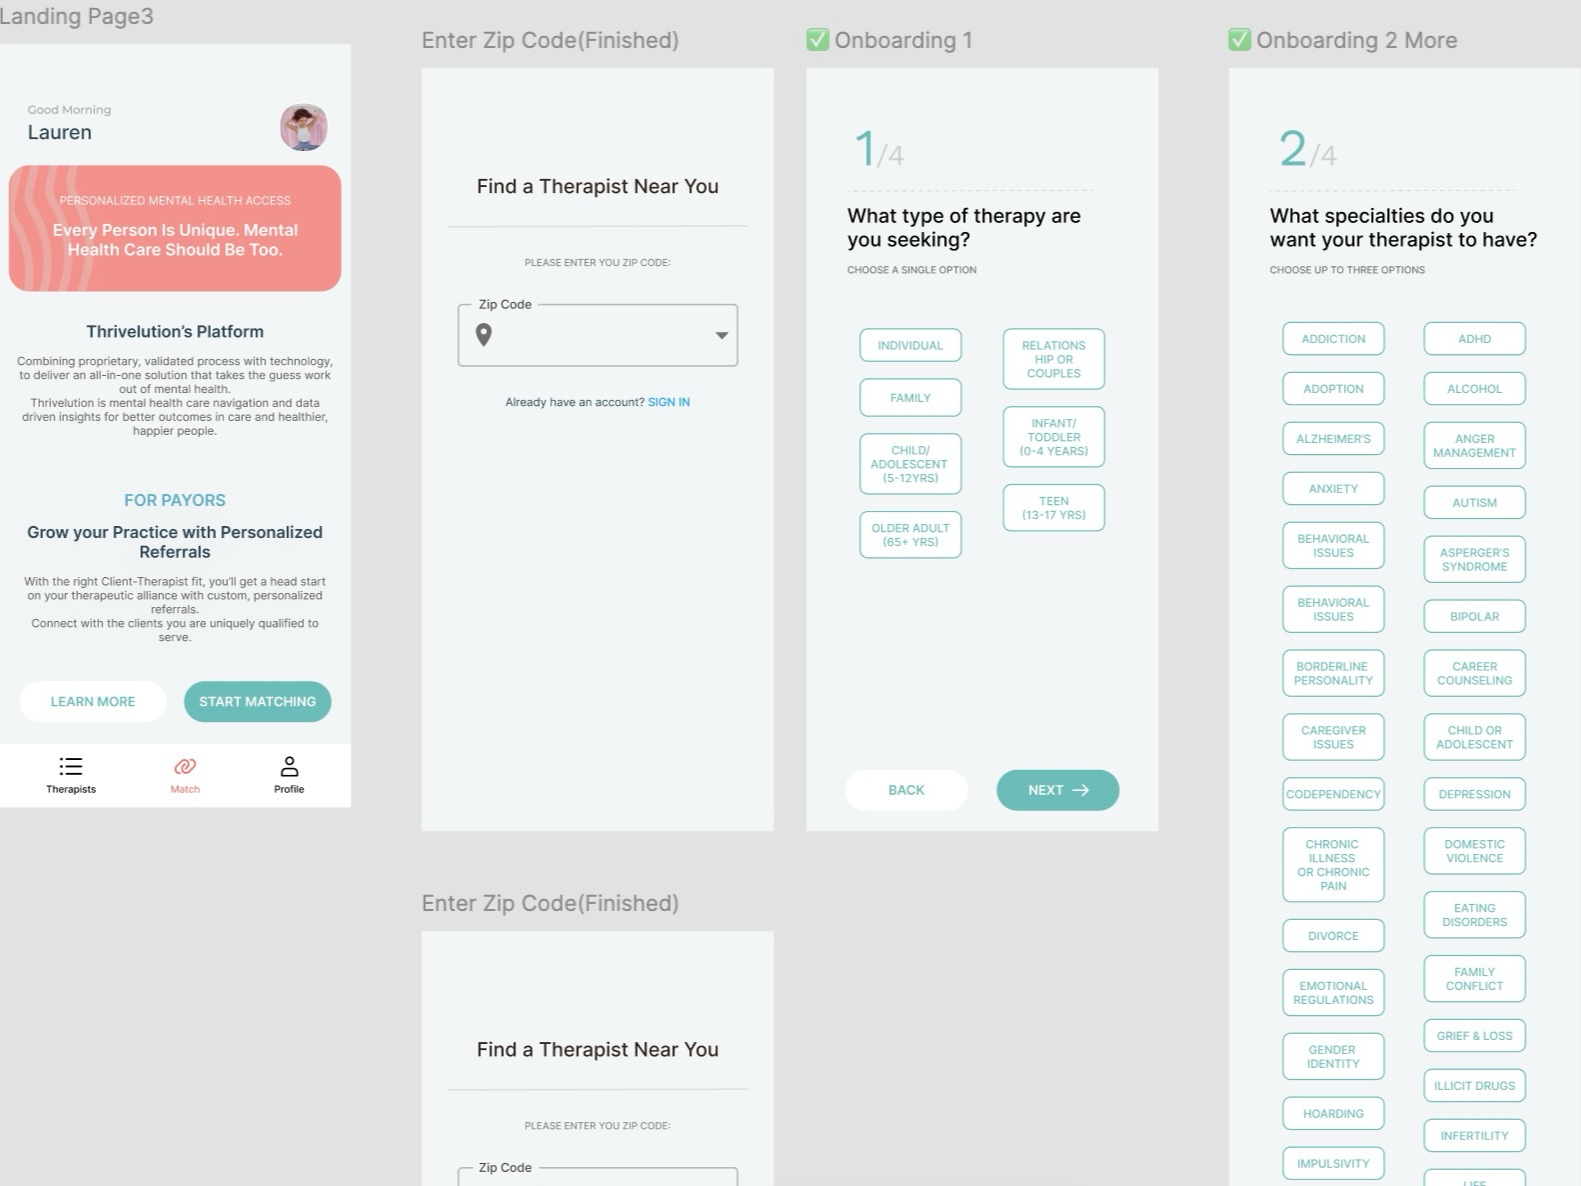 Landing Page3
Good Morning
Lauren
PERSONALIZED MENTAL HEALTH ACCESS
Every Person Is Unique. Mental
Health Care Should Be Too.
Thrivelution's Platform
Combining proprietary, validated process with technology,
to deliver an all-in-one solution that takes the guess work
out of mental health.
Thrivelution is mental health care navigation and data
driven insights for better outcomes in care and healthier,
happier people.
FOR PAYORS
Grow your Practice with Personalized
Referrals
With the right Client-Therapist fit, you'll get a head start
on your therapeutic alliance with custom, personalized
referrals.
Connect with the clients you are uniquely qualified to
serve.
LEARN MORE
START MATCHING
Therapists
Match
Profile
Enter Zip Code(Finished)
Find a Therapist Near You
PLEASE ENTER YOU ZIP CODE:
Zip Code
Already have an account? SIGN IN
Enter Zip Code(Finished)
Find a Therapist Near You
PLEASE ENTER YOU ZIP CODE:
Zip Code
Onboarding 1
1/4
What type of therapy are
you seeking?
CHOOSE A SINGLE OPTION
INDIVIDUAL
FAMILY
CHILD/
ADOLESCENT
(5-12YRS)
OLDER ADULT
(65+ YRS)
RELATIONS
HIP OR
COUPLES
INFANT/
TODDLER
(0-4 YEARS)
TEEN
(13-17 YRS)
BACK
NEXT →
Onboarding 2 More
2/4
What specialties do you
want your therapist to have?
CHOOSE UP TO THREE OPTIONS
ADDICTION
ADOPTION
ALZHEIMER'S
ANXIETY
BEHAVIORAL
ISSUES
BEHAVIORAL
ISSUES
BORDERLINE
PERSONALITY
CAREGIVER
ISSUES
CODEPENDENCY
CHRONIC
ILLNESS
OR CHRONIC
PAIN
DIVORCE
EMOTIONAL
REGULATIONS
GENDER
IDENTITY
HOARDING
IMPULSIVITY
ADHD
ALCOHOL
ANGER
MANAGEMENT
AUTISM
ASPERGER'S
SYNDROME
BIPOLAR
CAREER
COUNSELING
CHILD OR
ADOLESCENT
DEPRESSION
DOMESTIC
VIOLENCE
EATING
DISORDERS
FAMILY
CONFLICT
GRIEF & LOSS
ILLICIT DRUGS
INFERTILITY